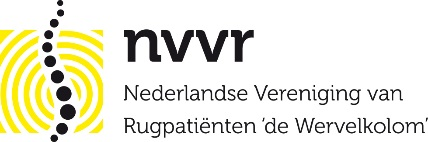 nvvr
Nederlandse Vereniging van
Rugpatiënten ‘de Wervelkolom’